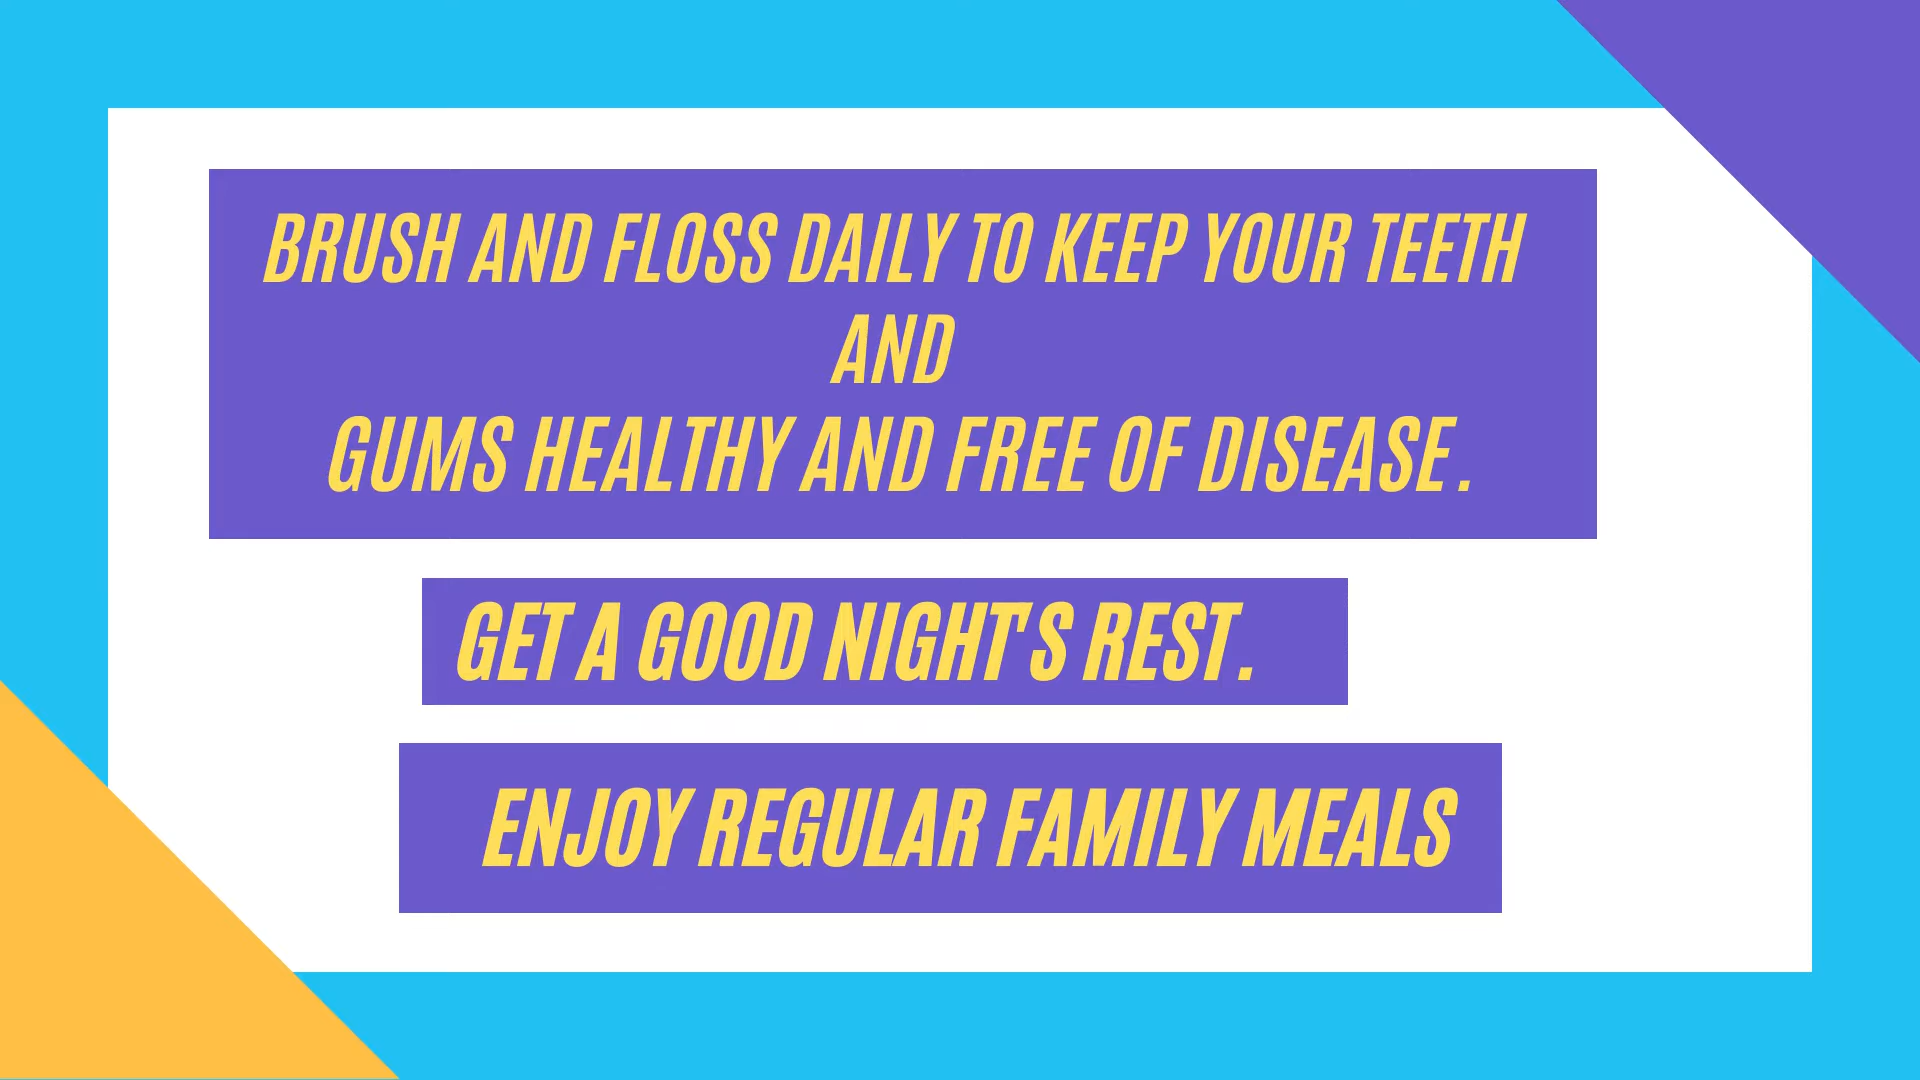 BRUSH AND FLOSS DAILY TO KEEP YOUR TEETH
AND
GUMS HEALTHY AND FREE OF DISEASE.
GET A GOOD NIGHT'S REST.
ENJOY REGULAR FAMILY MEALS